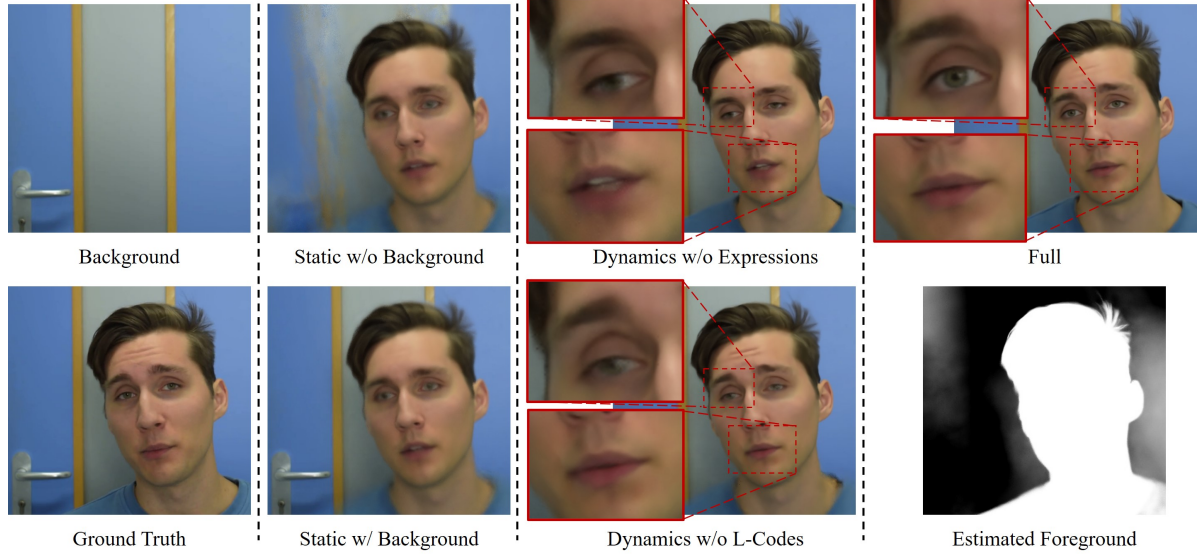 Background
Static w/o Background
Dynamics w/o Expressions
Full
Ground Truth
Static w/ Background
Dynamics w/o L-Codes
Estimated Foreground